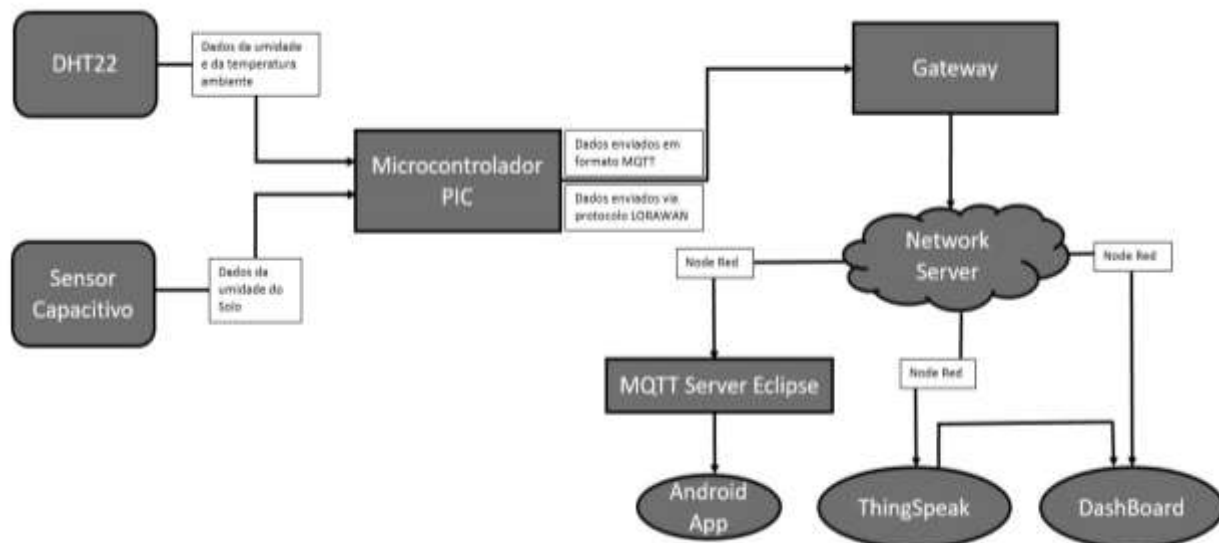 DHT22
Dados da umidade
e da temperatura
ambiente
Gateway
Microcontrolador
PIC
Dados enviados em
formato MQTT
Dados enviados via
protocolo LORAWAN
Sensor
Capacitivo
Dados da
umidade do
Solo
Network
Server
Node Red
Node Red
Node Red
MQTT Server Eclipse
Android
App
ThingSpeak
DashBoard